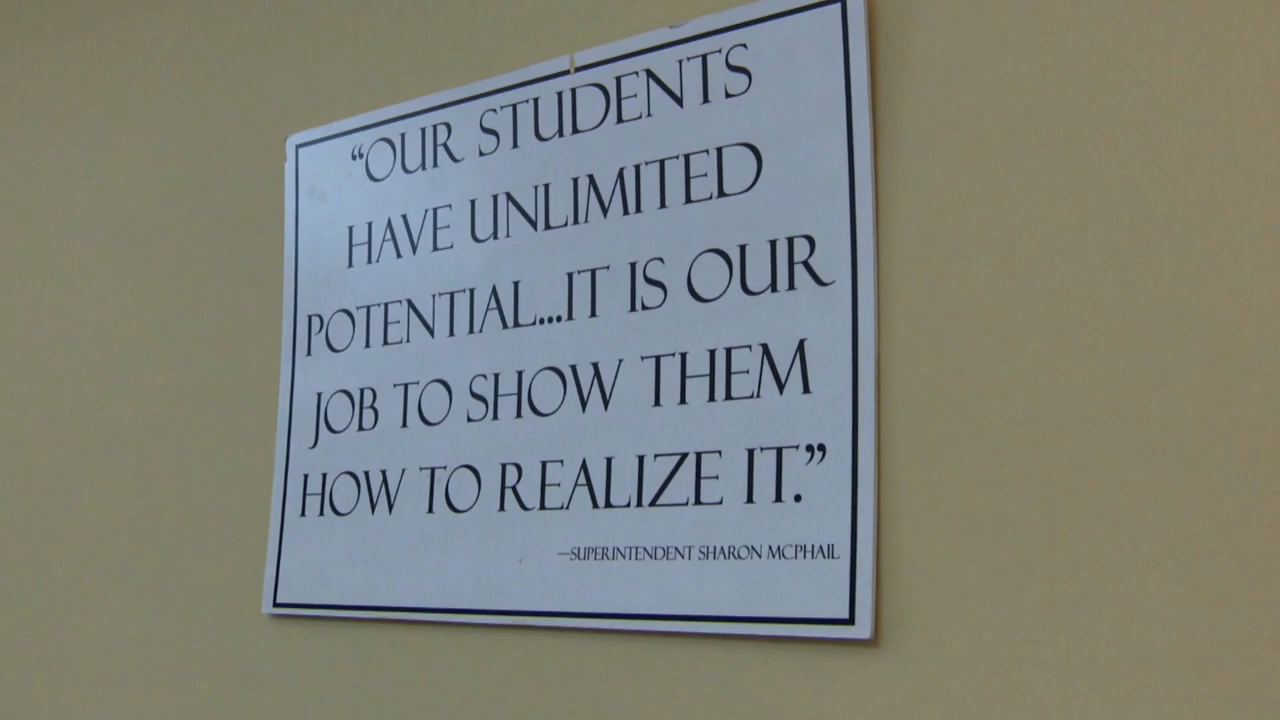 “OUR STUDENTS
HAVE UNLIMITED
POTENTIAL...IT IS OUR
JOB TO SHOW THEM
HOW TO REALIZE IT.”
—SUPERINTENDENT SHARON MCPHAIL